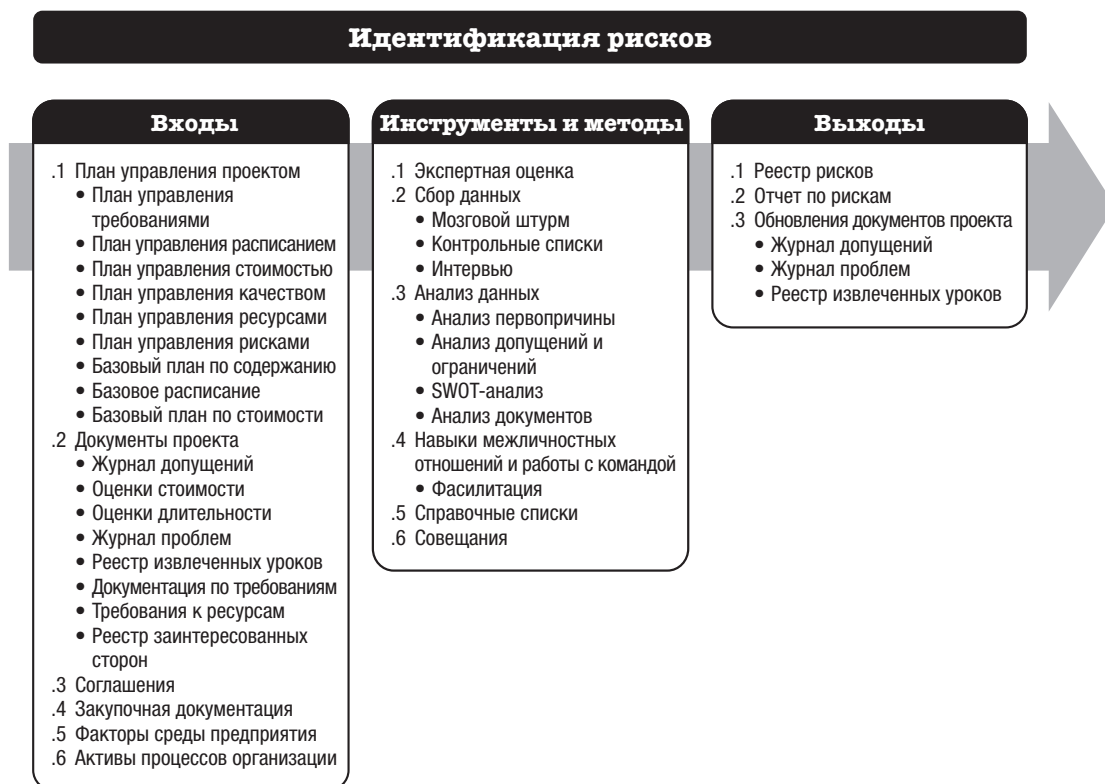 Идентификация рисков
Входы
.1 План управления проектом
• План управления
требованиями
• План управления расписанием
• План управления стоимостью
• План управления качеством
• План управления ресурсами
• План управления рисками
• Базовый план по содержанию
• Базовое расписание
• Базовый план по стоимости
.2 Документы проекта
• Журнал допущений
• Оценки стоимости
• Оценки длительности
• Журнал проблем
• Реестр извлеченных уроков
• Документация по требованиям
• Требования к ресурсам
• Реестр заинтересованных
сторон
.3 Соглашения
.4 Закупочная документация
.5 Факторы среды предприятия
.6 Активы процессов организации
Инструменты и методы
.1 Экспертная оценка
.2 Сбор данных
• Мозговой штурм
• Контрольные списки
• Интервью
.3 Анализ данных
• Анализ первопричины
• Анализ допущений и
ограничений
• SWOT-анализ
• Анализ документов
.4 Навыки межличностных
отношений и работы с командой
• Фасилитация
.5 Справочные списки
.6 Совещания
Выходы
.1 Реестр рисков
.2 Отчет по рискам
.3 Обновления документов проекта
• Журнал допущений
• Журнал проблем
• Реестр извлеченных уроков